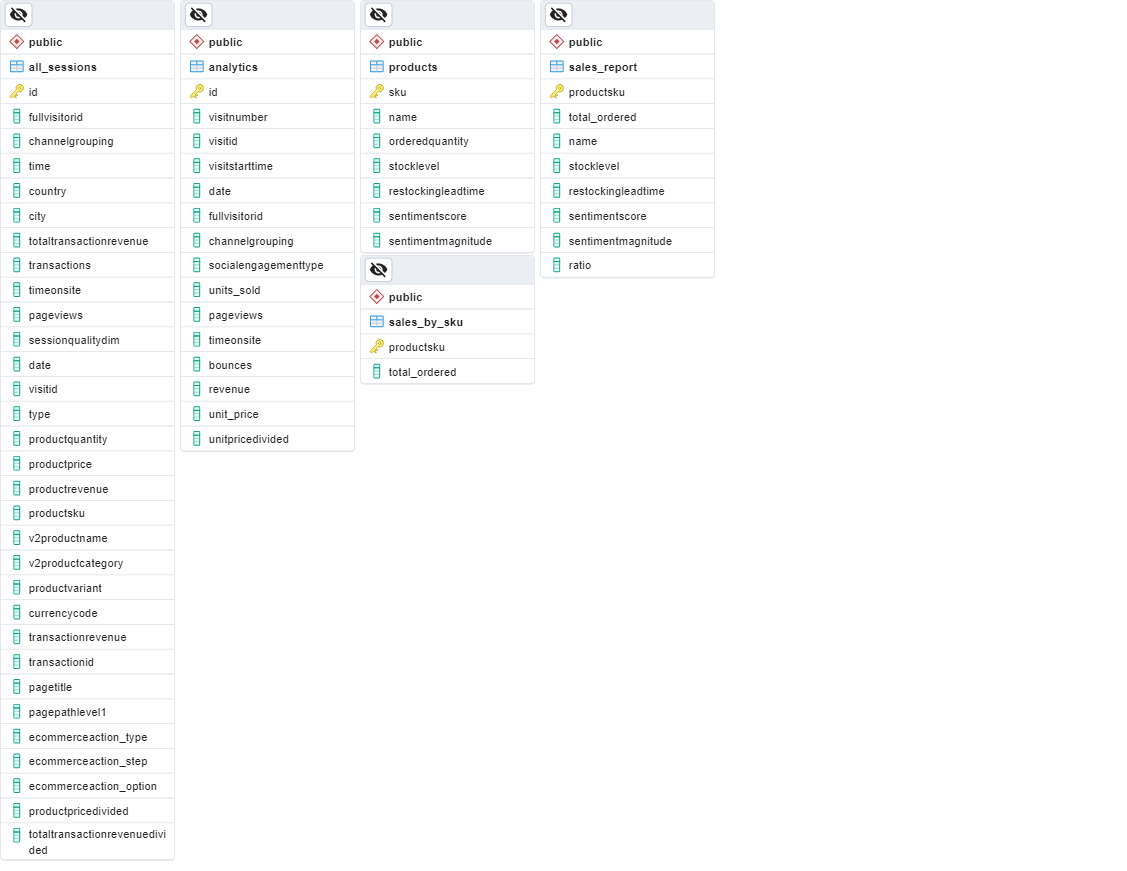 public
all_sessions
id
fullvisitorid
channelgrouping
time
country
city
totaltransactionrevenue
transactions
timeonsite
pageviews
sessionqualitydim
date
visitid
type
productquantity
productprice
productrevenue
productsku
v2productname
v2productcategory
productvariant
currencycode
transactionrevenue
transactionid
pagetitle
pagepathlevel1
ecommerceaction_type
ecommerceaction_step
ecommerceaction_option
productpricedivided
totaltransactionrevenuedivi
ded
public
analytics
id
visitnumber
visitid
visitstarttime
date
fullvisitorid
channelgrouping
socialengagementtype
units_sold
pageviews
timeonsite
bounces
revenue
unit_price
unitpricedivided
public
products
sku
name
orderedquantity
stocklevel
restockingleadtime
sentimentscore
sentimentmagnitude
public
sales_by_sku
productsku
total_ordered
public
sales_report
productsku
total_ordered
name
stocklevel
restockingleadtime
sentimentscore
sentimentmagnitude
ratio